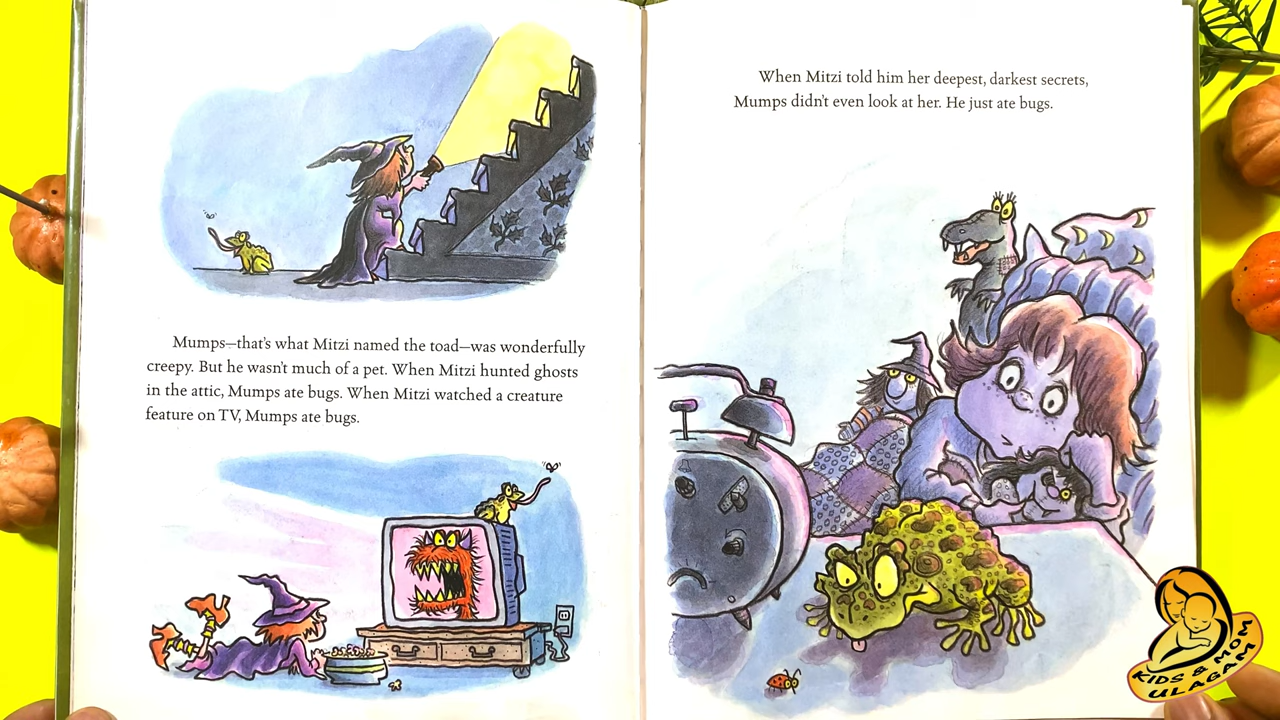 Mumps—that's what Mitzi named the toad—was wonderfully
creepy. But he wasn't much of a pet. When Mitzi hunted ghosts
in the attic, Mumps ate bugs. When Mitzi watched a creature
feature on TV, Mumps ate bugs.
When Mitzi told him her deepest, darkest secrets,
Mumps didn't even look at her. He just ate bugs.
KIDS & MOM
ULAGAM